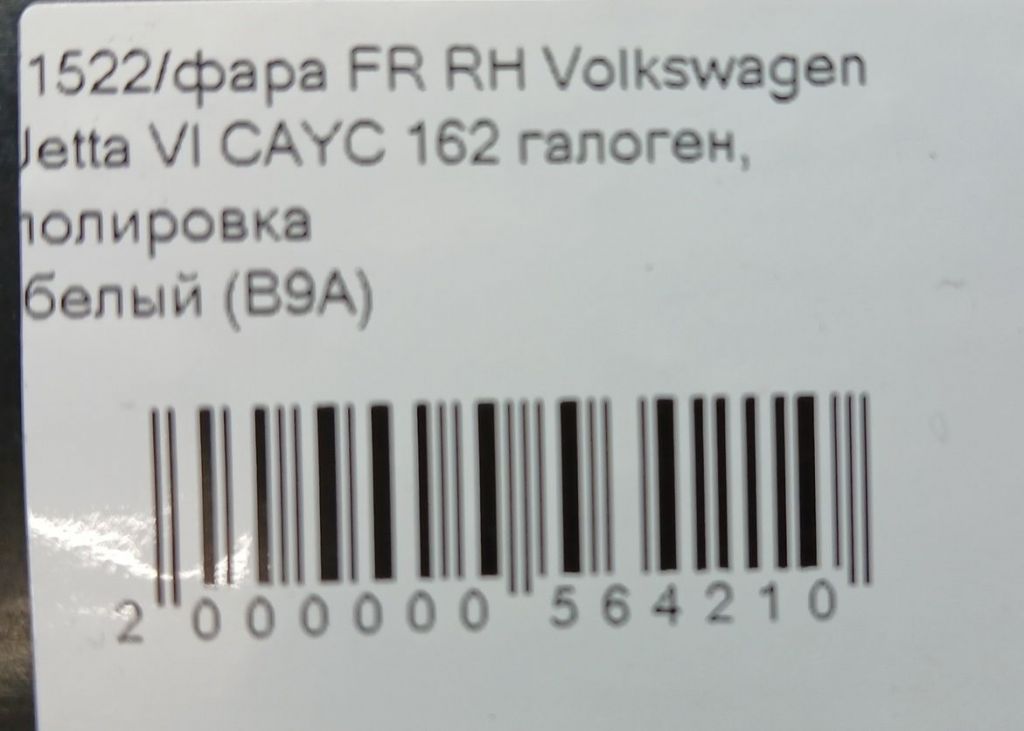 1522/фара FR RH Volkswagen
Jetta VI CAYC 162 галоген,
полировка
белый (B9A)
2 000000 564210